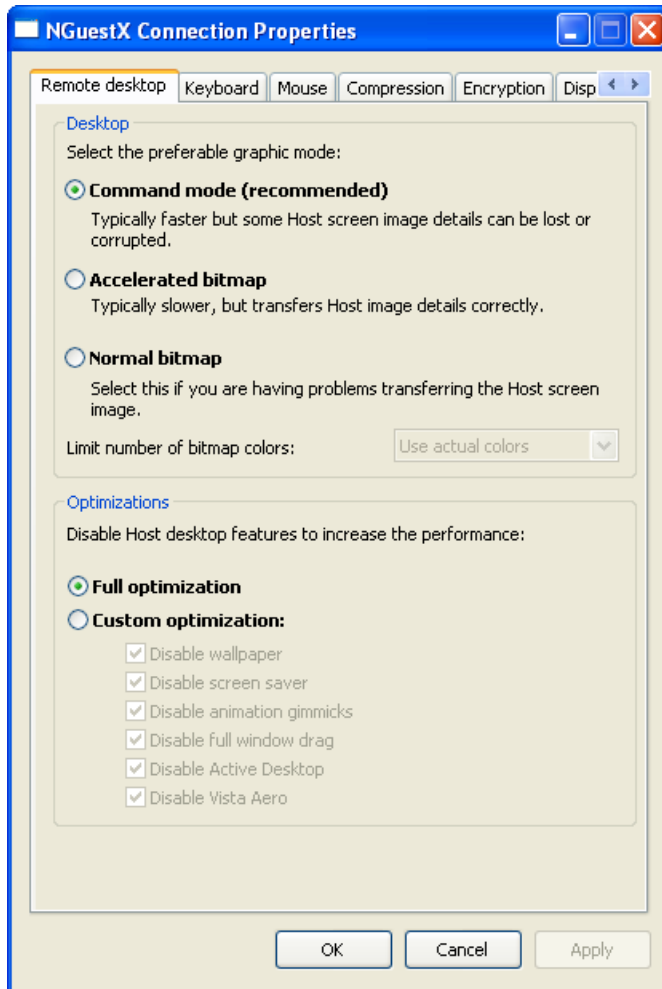 NGuestX Connection Properties
Remote desktop Keyboard Mouse Compression Encryption Disp
Desktop
Select the preferable graphic mode:
Command mode (recommended)
Typically faster but some Host screen image details can be lost or
corrupted.
Accelerated bitmap
Typically slower, but transfers Host image details correctly.
Normal bitmap
Select this if you are having problems transferring the Host screen
image.
Limit number of bitmap colors: Use actual colors
Optimizations
Disable Host desktop features to increase the performance:
Full optimization
Custom optimization:
Disable wallpaper
Disable screen saver
Disable animation gimmicks
Disable full window drag
Disable Active Desktop
Disable Vista Aero
OK Cancel Apply